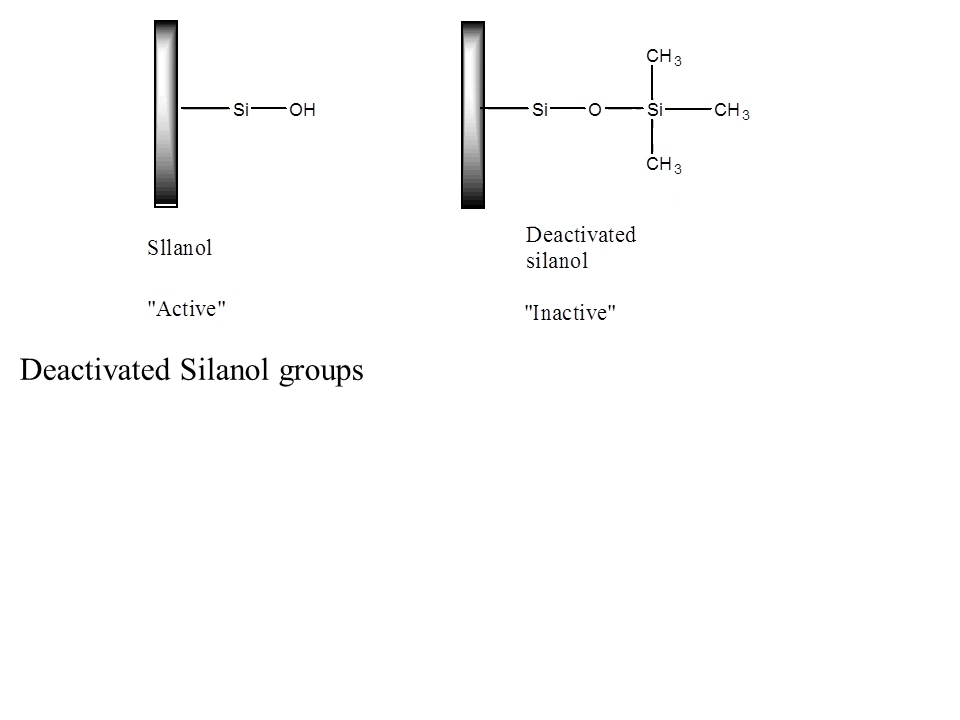 Si OH
CH3
Si O Si CH3
CH3
Sllanol
"Active"
Deactivated
silanol
"Inactive"
Deactivated Silanol groups